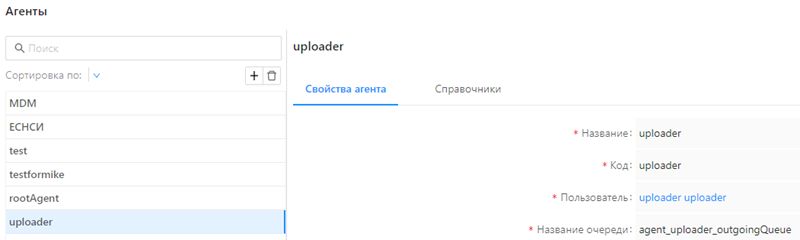 Агенты
Поиск
Сортировка по:
MDM
ЕСНСИ
test
testformike
rootAgent
uploader
uploader
Свойства агента
Справочники
* Название: uploader
* Код: uploader
* Пользователь: uploader uploader
* Название очереди: agent_uploader_outgoingQueue